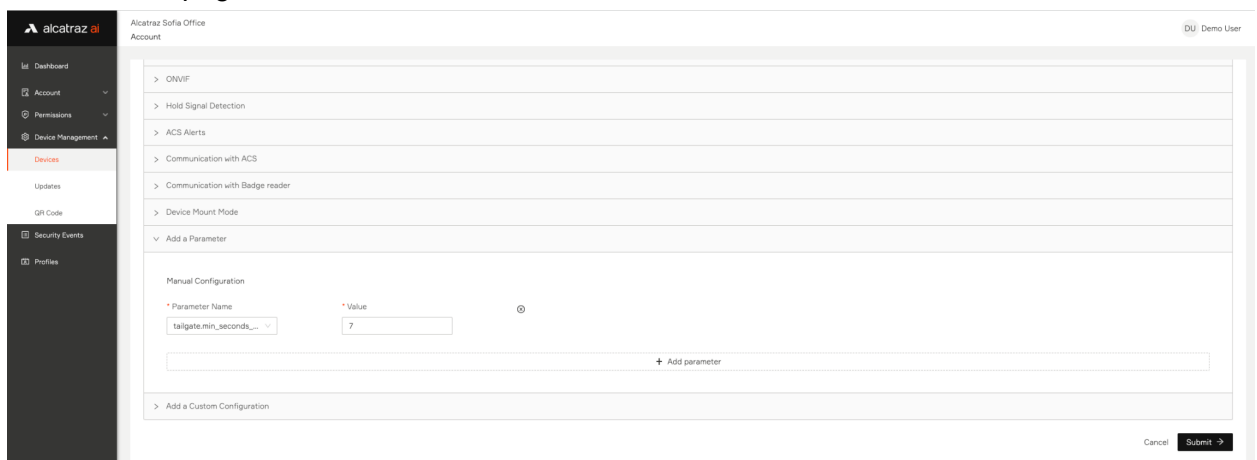 alcatraz ai
Alcatraz Sofia Office
Account
DU Demo User
Dashboard
Account
Permissions
Device Management
Devices
Updates
QR Code
Security Events
Profiles
> ONVIF
> Hold Signal Detection
> ACS Alerts
> Communication with ACS
> Communication with Badge reader
> Device Mount Mode
Add a Parameter
Manual Configuration
* Parameter Name * Value
tailgate.min_seconds_... 7
+ Add parameter
> Add a Custom Configuration
Cancel Submit →